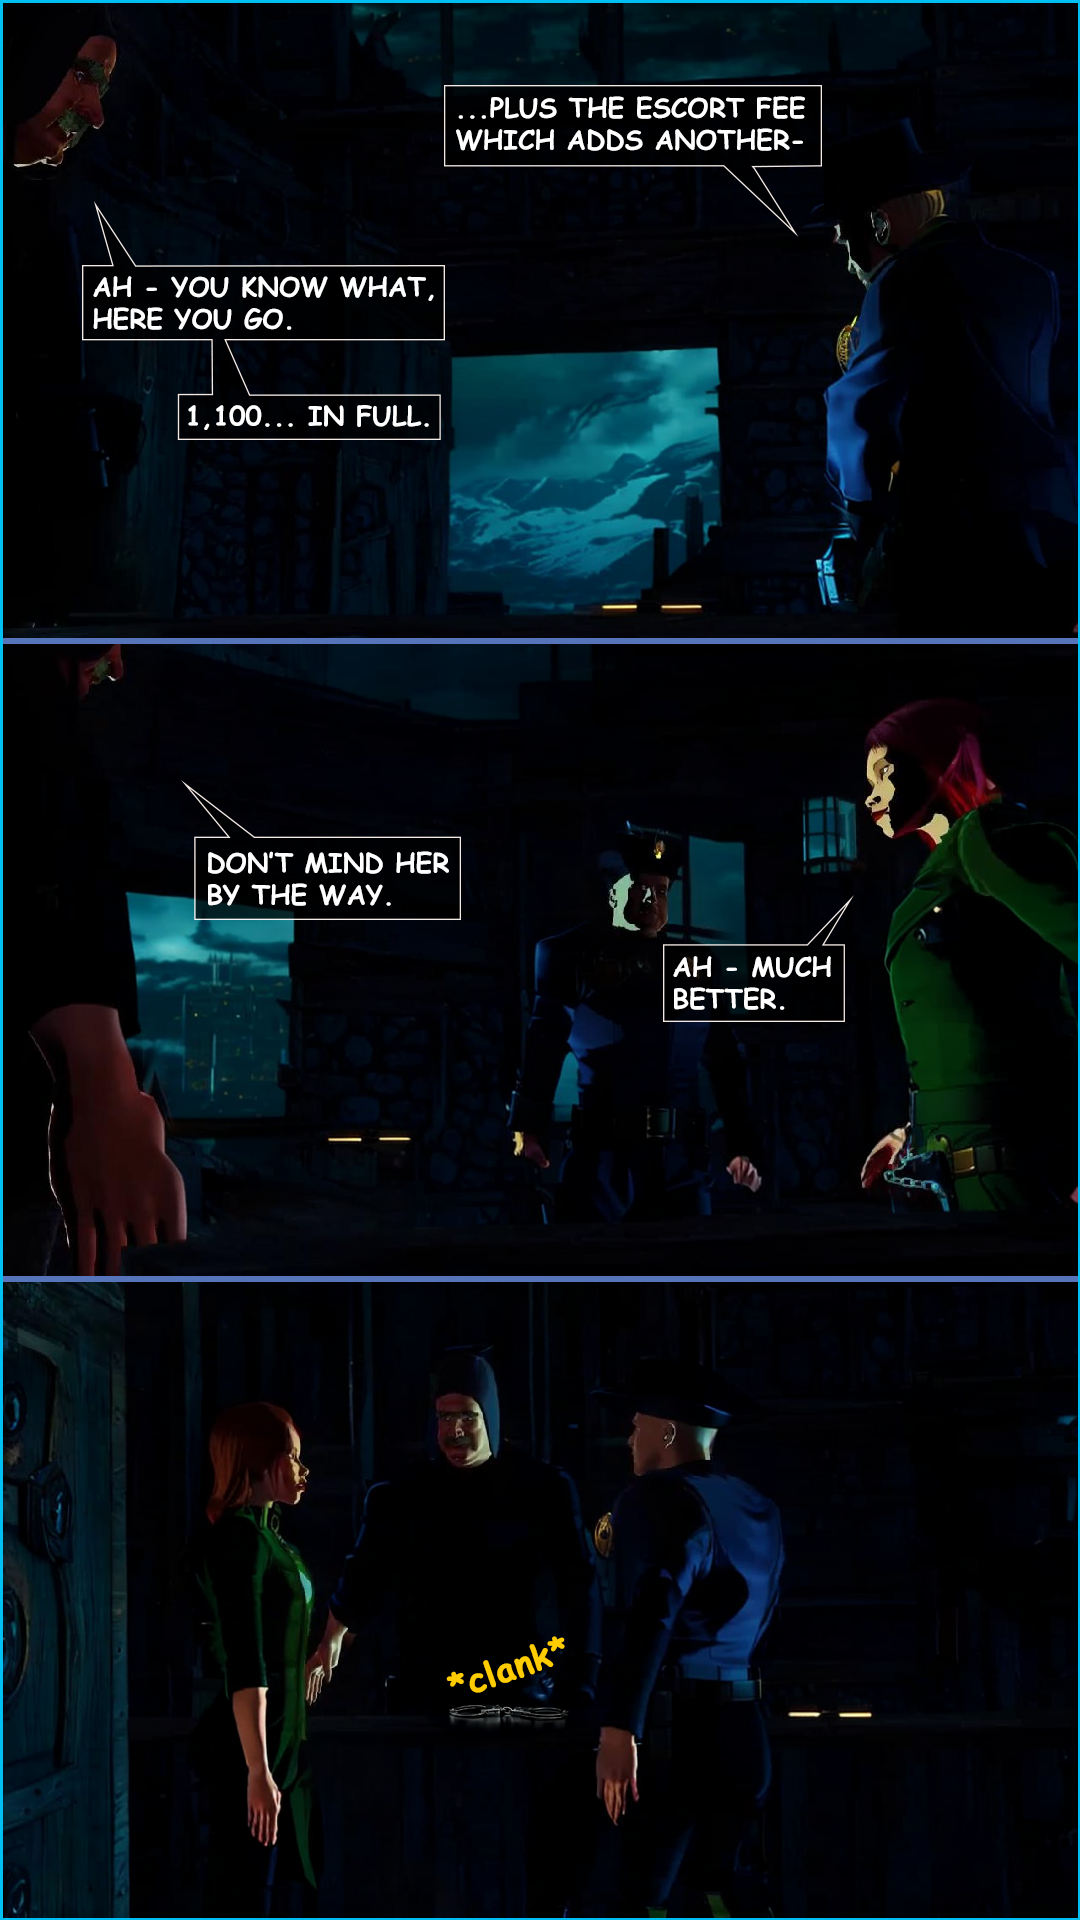 ...PLUS THE ESCORT FEE
WHICH ADDS ANOTHER-
AH - YOU KNOW WHAT,
HERE YOU GO.
1,100... IN FULL.
DON'T MIND HER
BY THE WAY.
AH - MUCH
BETTER.
*clank*